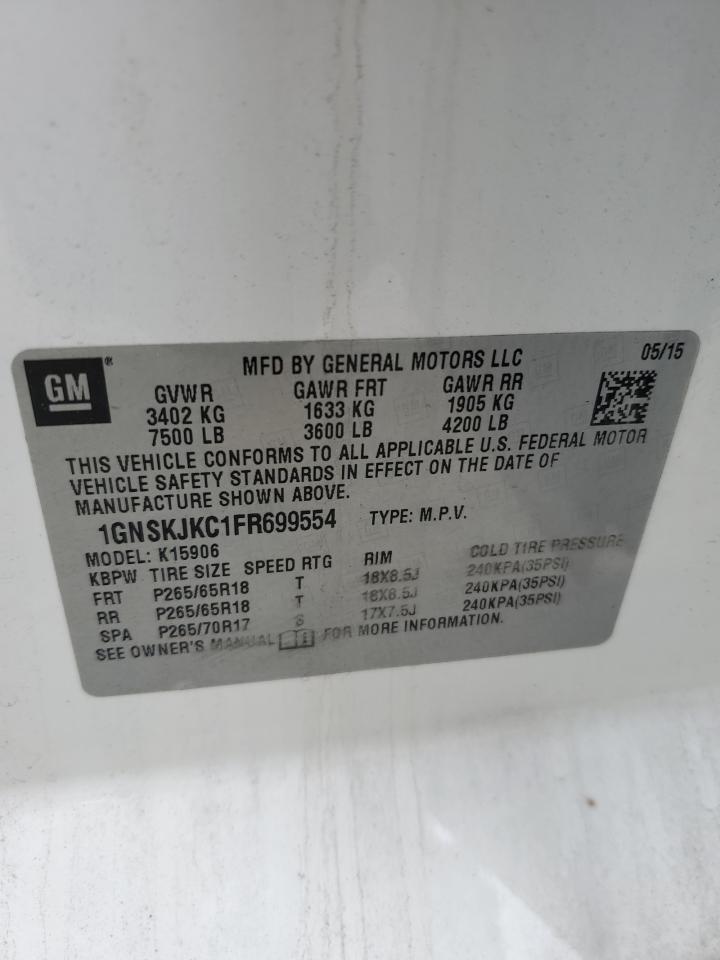 GM ®
MFD BY GENERAL MOTORS LLC 05/15
GVWR GAWR FRT GAWR RR
3402 KG 1633 KG 1905 KG
7500 LB 3600 LB 4200 LB
THIS VEHICLE CONFORMS TO ALL APPLICABLE U.S. FEDERAL MOTOR
VEHICLE SAFETY STANDARDS IN EFFECT ON THE DATE OF
MANUFACTURE SHOWN ABOVE.
1GNSKJKC1FR699554 TYPE: M.P.V.
MODEL: K15906
KBPW TIRE SIZE SPEED RTG RIM COLD TIRE PRESSURE
FRT P265/65R18 T 18X8.5J 240KPA(35PSI)
RR P265/65R18 T 18X8.5J 240KPA(35PSI)
SPA P265/70R17 S 17X7.5J 240KPA(35PSI)
SEE OWNER'S MANUAL FOR MORE INFORMATION.